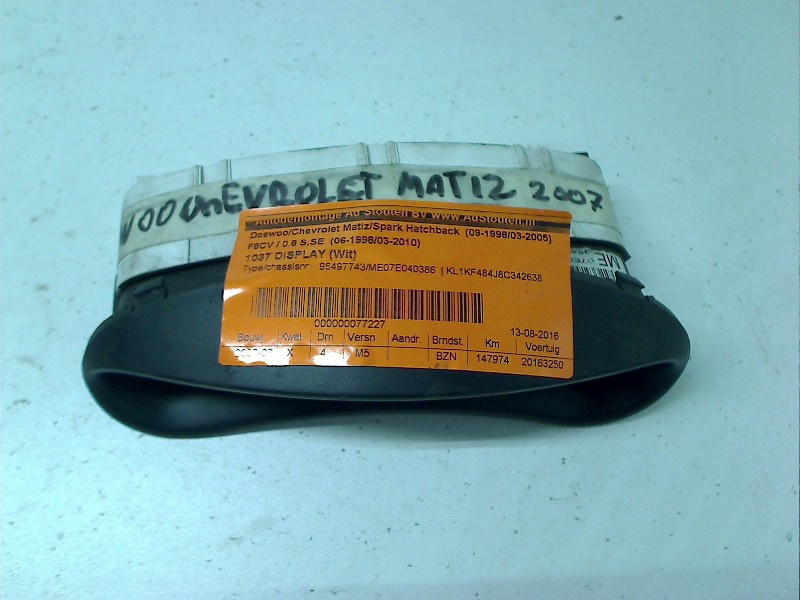 CHEVROLET MATIZ 2007
Autodemontage Ad Stouten BV www.AdStouten.nl
Daewoo/Chevrolet Matiz/Spark Hatchback (09-1998/03-2005)
F8CV / 0.8 S,SE (06-1998/03-2010)
1037 DISPLAY (Wit)
Type/chassisnr 95497743/ME07E040386 | KL1KF484J8C342638
000000077227
13-08-2016
Bouwj Kwal Drn Versn Aandr Brndst. Km Voertuig
X 4 M5 BZN 147974 20163250
ME